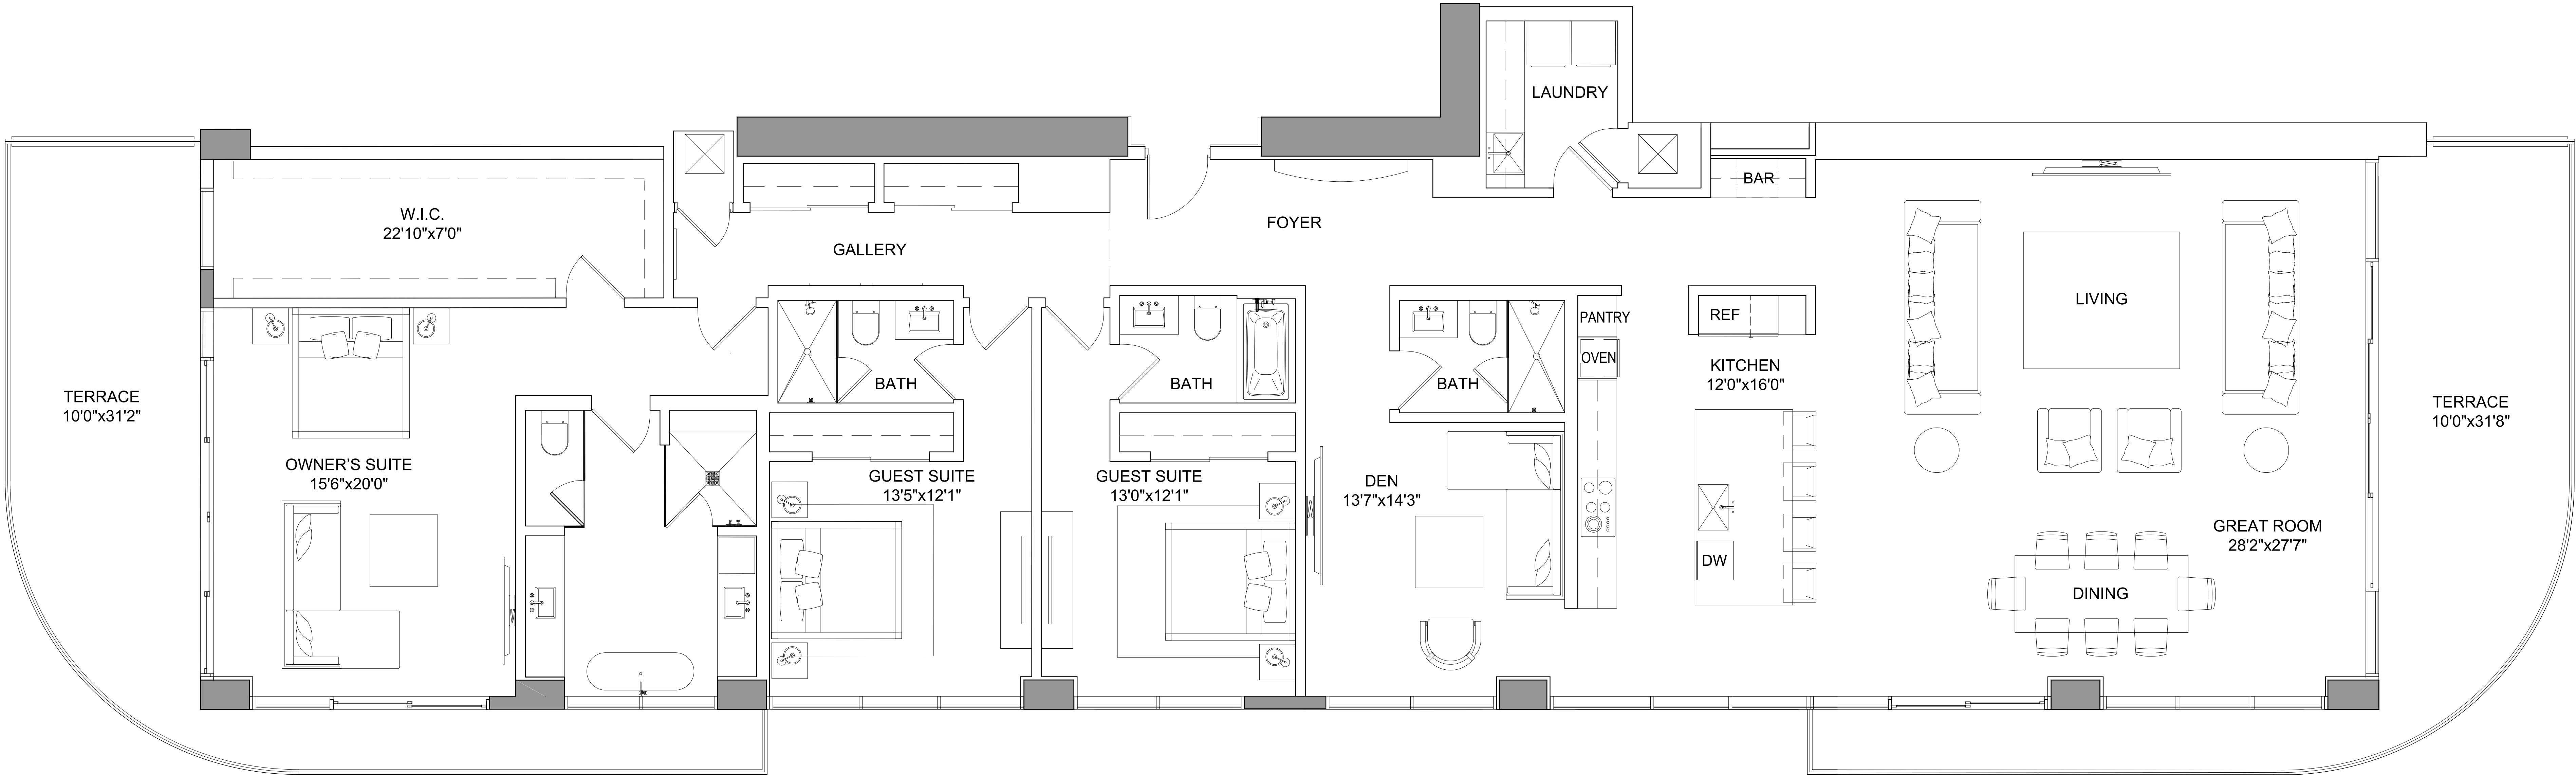 LAUNDRY
BAR
W.I.C.
22'10"x7'0"
FOYER
GALLERY
LIVING
PANTRY
REF
OVEN
KITCHEN
12'0"x16'0"
BATH
BATH
BATH
TERRACE
10'0"x31'2"
TERRACE
10'0"x31'8"
OWNER'S SUITE
15'6"x20'0"
GUEST SUITE
13'5"x12'1"
GUEST SUITE
13'0"x12'1"
DEN
13'7"x14'3"
GREAT ROOM
28'2"x27'7"
DW
DINING